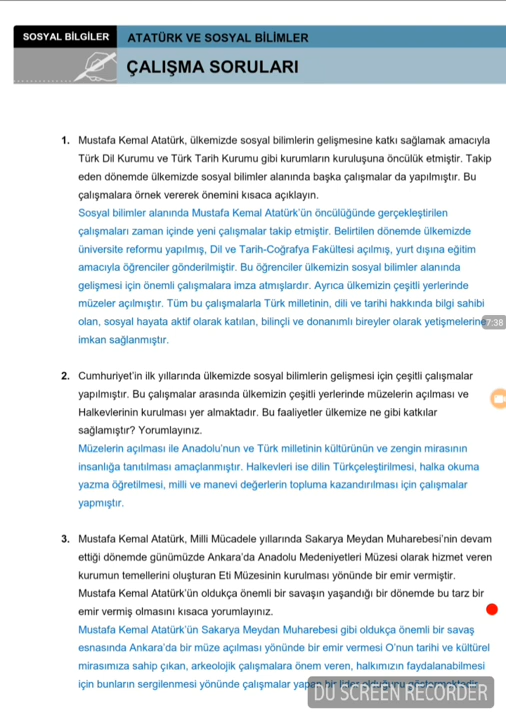 SOSYAL BİLGİLER
ATATÜRK VE SOSYAL BİLİMLER
ÇALIŞMA SORULARI
1. Mustafa Kemal Atatürk, ülkemizde sosyal bilimlerin gelişmesine katkı sağlamak amacıyla
Türk Dil Kurumu ve Türk Tarih Kurumu gibi kurumların kuruluşuna öncülük etmiştir. Takip
eden dönemde ülkemizde sosyal bilimler alanında başka çalışmalar da yapılmıştır. Bu
çalışmalara örnek vererek önemini kısaca açıklayın.
Sosyal bilimler alanında Mustafa Kemal Atatürk'ün öncülüğünde gerçekleştirilen
çalışmaları zaman içinde yeni çalışmalar takip etmiştir. Belirtilen dönemde ülkemizde
üniversite reformu yapılmış, Dil ve Tarih-Coğrafya Fakültesi açılmış, yurt dışına eğitim
amacıyla öğrenciler gönderilmiştir. Bu öğrenciler ülkemizin sosyal bilimler alanında
gelişmesi için önemli çalışmalara imza atmışlardır. Ayrıca ülkemizin çeşitli yerlerinde
müzeler açılmıştır. Tüm bu çalışmalarla Türk milletinin, dili ve tarihi hakkında bilgi sahibi
olan, sosyal hayata aktif olarak katılan, bilinçli ve donanımlı bireyler olarak yetişmelerine
7:38
imkan sağlanmıştır.
2. Cumhuriyet'in ilk yıllarında ülkemizde sosyal bilimlerin gelişmesi için çeşitli çalışmalar
yapılmıştır. Bu çalışmalar arasında ülkemizin çeşitli yerlerinde müzelerin açılması ve
Halkevlerinin kurulması yer almaktadır. Bu faaliyetler ülkemize ne gibi katkılar
sağlamıştır? Yorumlayınız.
Müzelerin açılması ile Anadolu'nun ve Türk milletinin kültürünün ve zengin mirasının
insanlığa tanıtılması amaçlanmıştır. Halkevleri ise dilin Türkçeleştirilmesi, halka okuma
yazma öğretilmesi, milli ve manevi değerlerin topluma kazandırılması için çalışmalar
yapmıştır.
3. Mustafa Kemal Atatürk, Milli Mücadele yıllarında Sakarya Meydan Muharebesi'nin devam
ettiği dönemde günümüzde Ankara'da Anadolu Medeniyetleri Müzesi olarak hizmet veren
kurumun temellerini oluşturan Eti Müzesinin kurulması yönünde bir emir vermiştir.
Mustafa Kemal Atatürk'ün oldukça önemli bir savaşın yaşandığı bir dönemde bu tarz bir
emir vermiş olmasını kısaca yorumlayınız.
Mustafa Kemal Atatürk'ün Sakarya Meydan Muharebesi gibi oldukça önemli bir savaş
esnasında Ankara'da bir müze açılması yönünde bir emir vermesi O'nun tarihi ve kültürel
mirasımıza sahip çıkan, arkeolojik çalışmalara önem veren, halkımızın faydalanabilmesi
için bunların sergilenmesi yönünde çalışmalar yapan bir lider olduğunu göstermektedir.
DU SCREEN RECORDER